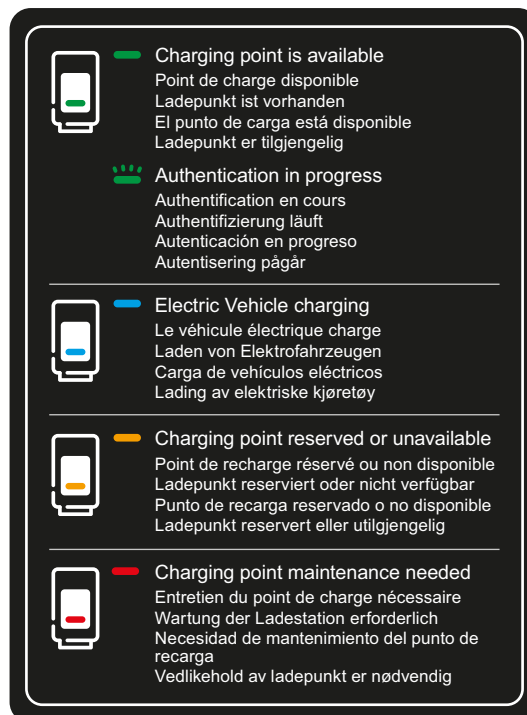 Charging point is available
Point de charge disponible
Ladepunkt ist vorhanden
El punto de carga está disponible
Ladepunkt er tilgjengelig
Authentication in progress
Authentification en cours
Authentifizierung läuft
Autenticación en progreso
Autentisering pågår
Electric Vehicle charging
Le véhicule électrique charge
Laden von Elektrofahrzeugen
Carga de vehículos eléctricos
Lading av elektriske kjøretøy
Charging point reserved or unavailable
Point de recharge réservé ou non disponible
Ladepunkt reserviert oder nicht verfügbar
Punto de recarga reservado o no disponible
Ladepunkt reservert eller utilgjengelig
Charging point maintenance needed
Entretien du point de charge nécessaire
Wartung der Ladestation erforderlich
Necesidad de mantenimiento del punto de
recarga
Vedlikehold av ladepunkt er nødvendig